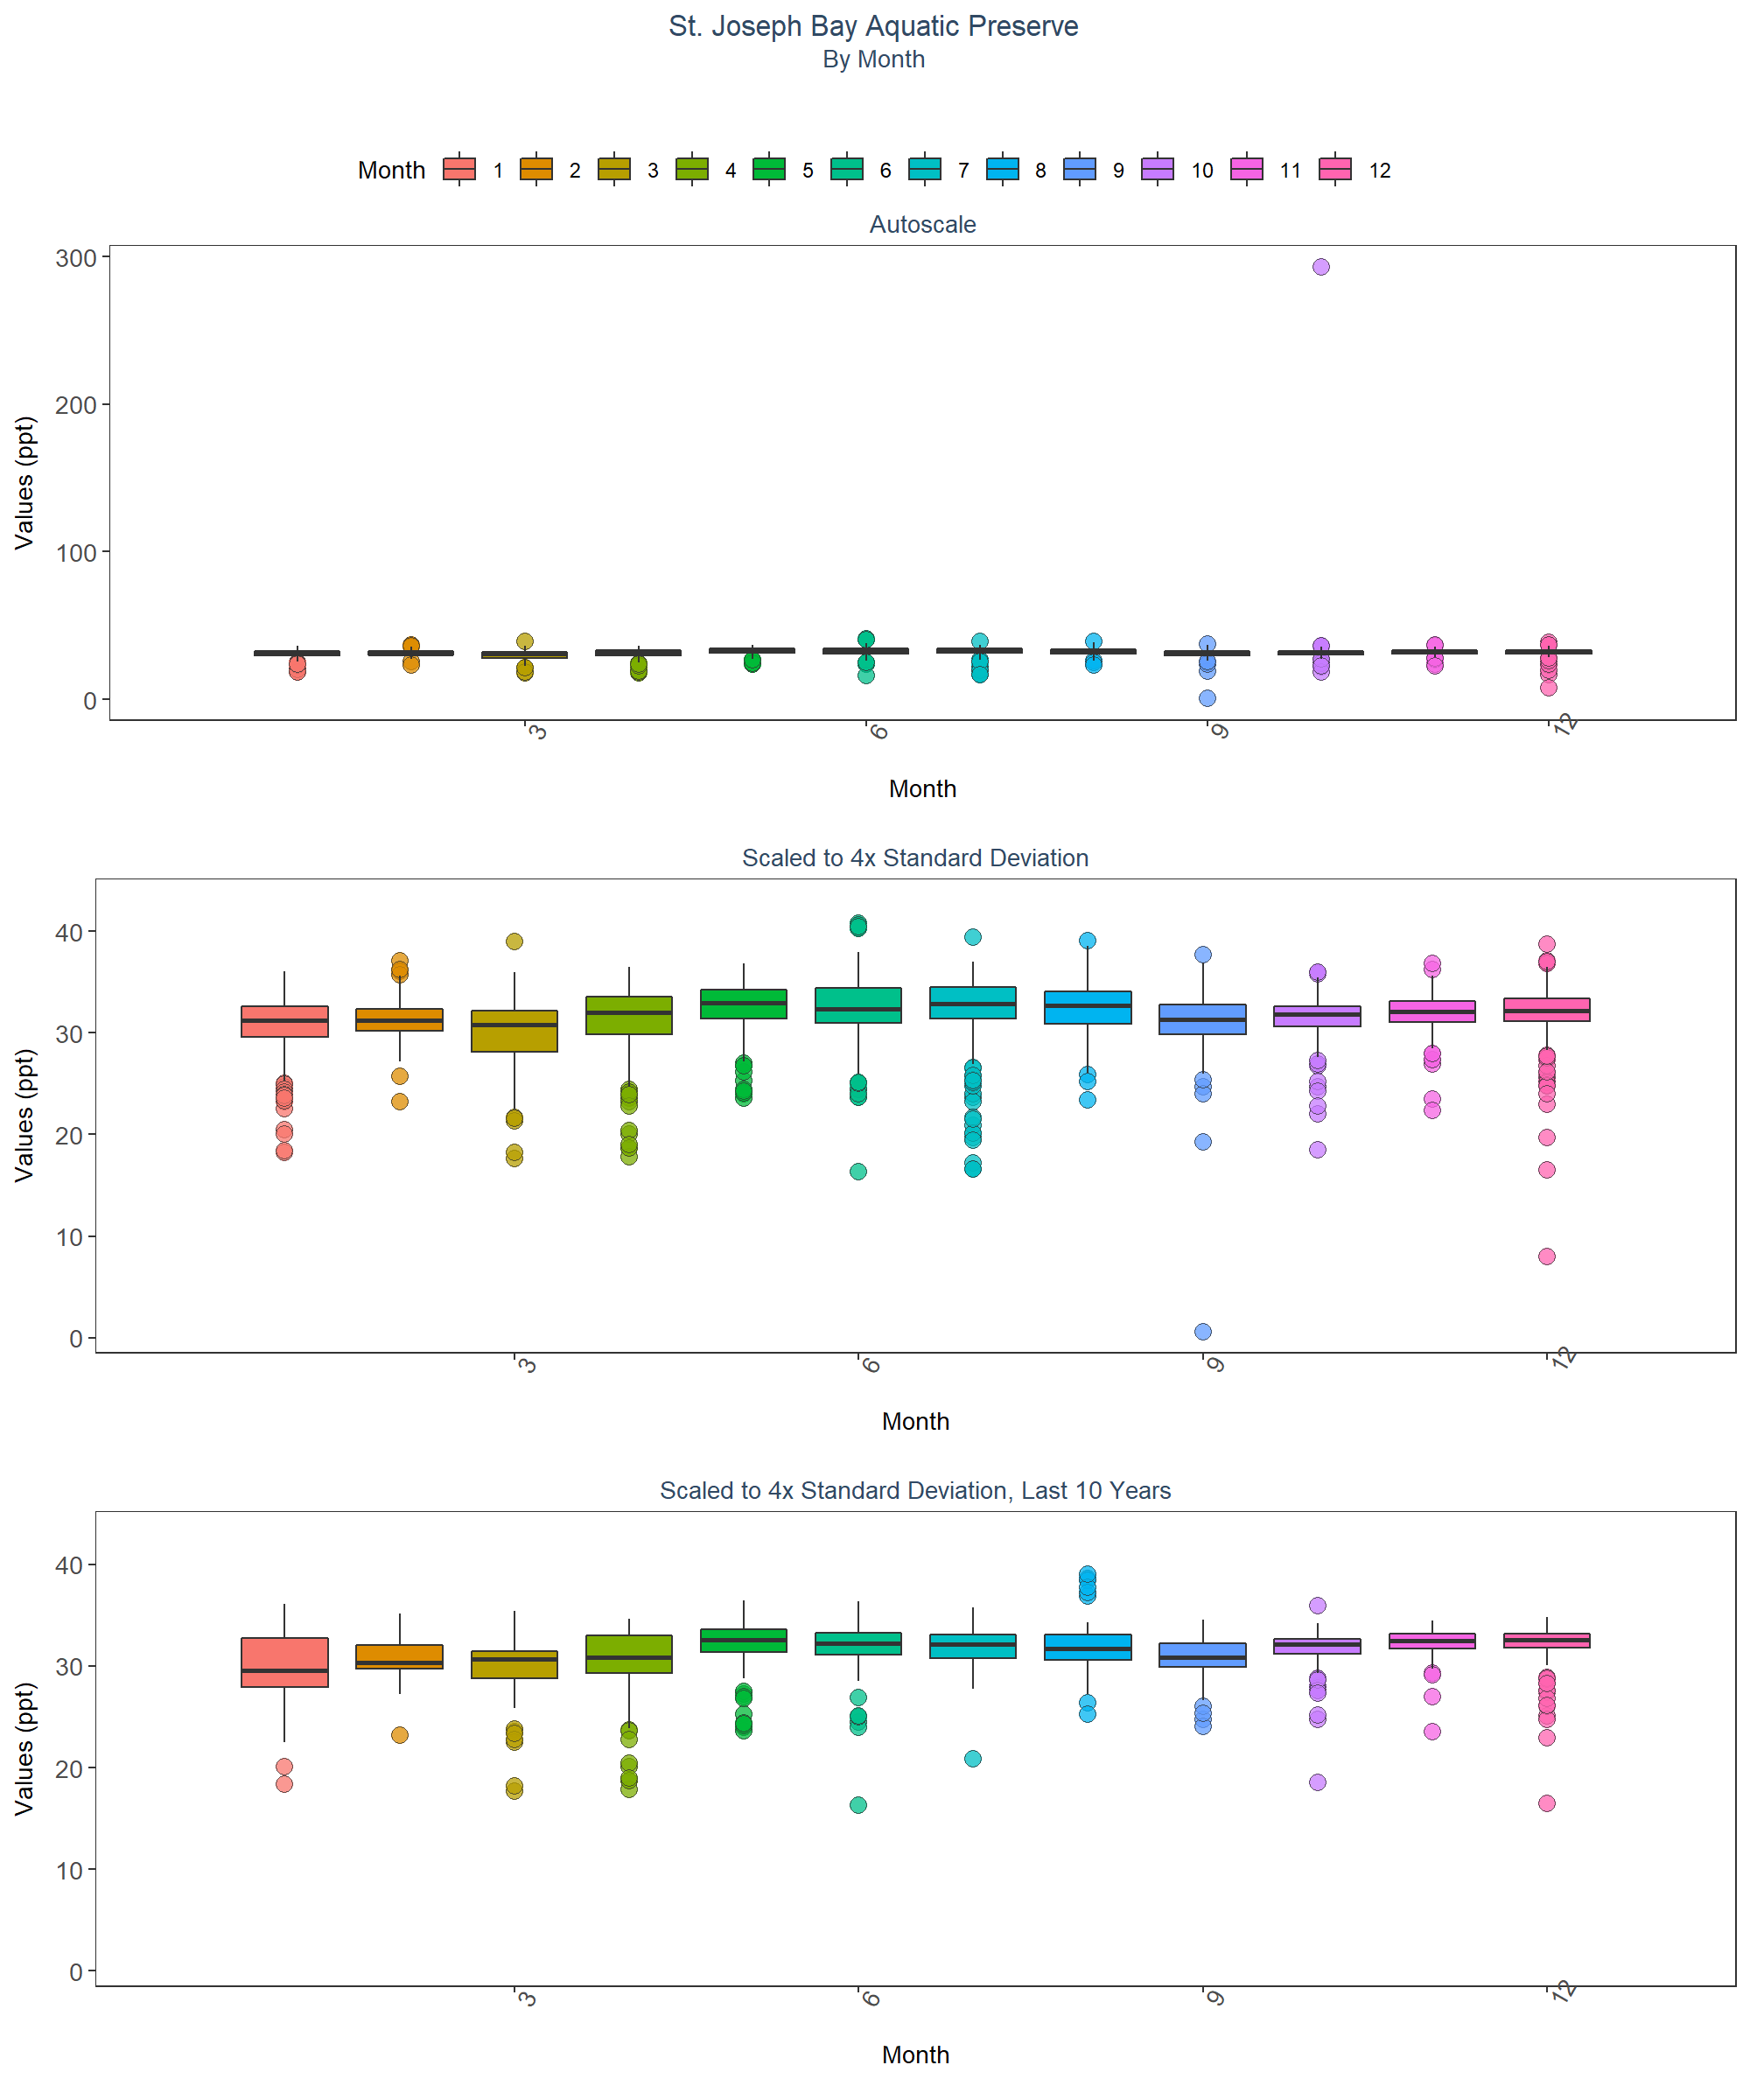 St. Joseph Bay Aquatic Preserve
By Month
Month 1 2 3 4 5 6 7 8 9 10 11 12
Autoscale
Values (ppt)
300
200
100
0
3 6 9 12
Month
Scaled to 4x Standard Deviation
Values (ppt)
40
30
20
10
0
3 6 9 12
Month
Scaled to 4x Standard Deviation, Last 10 Years
Values (ppt)
40
30
20
10
0
3 6 9 12
Month